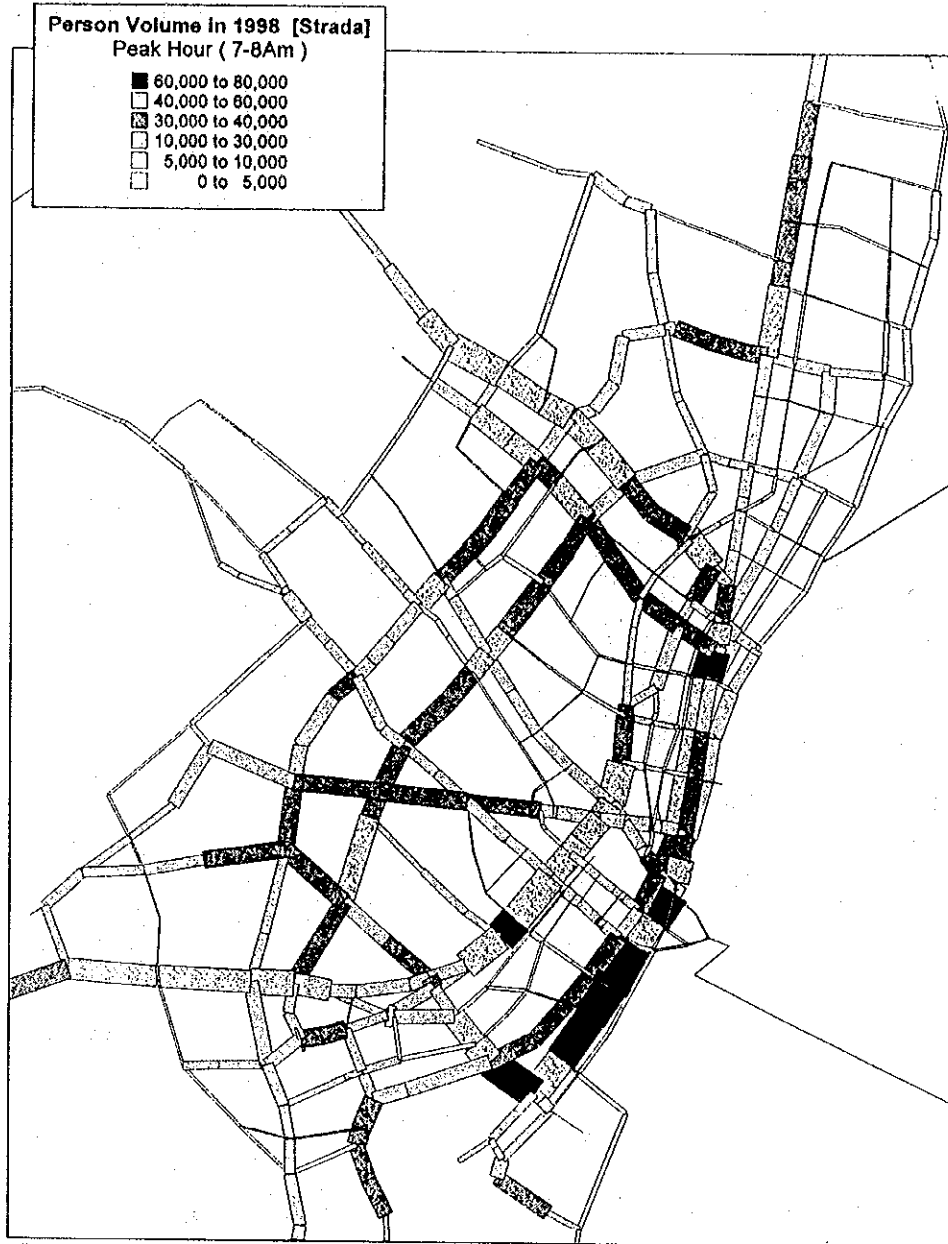 Person Volume in 1998 [Strada]
Peak Hour ( 7-8Am )
60,000 to 80,000
40,000 to 60,000
30,000 to 40,000
10,000 to 30,000
5,000 to 10,000
0 to 5,000